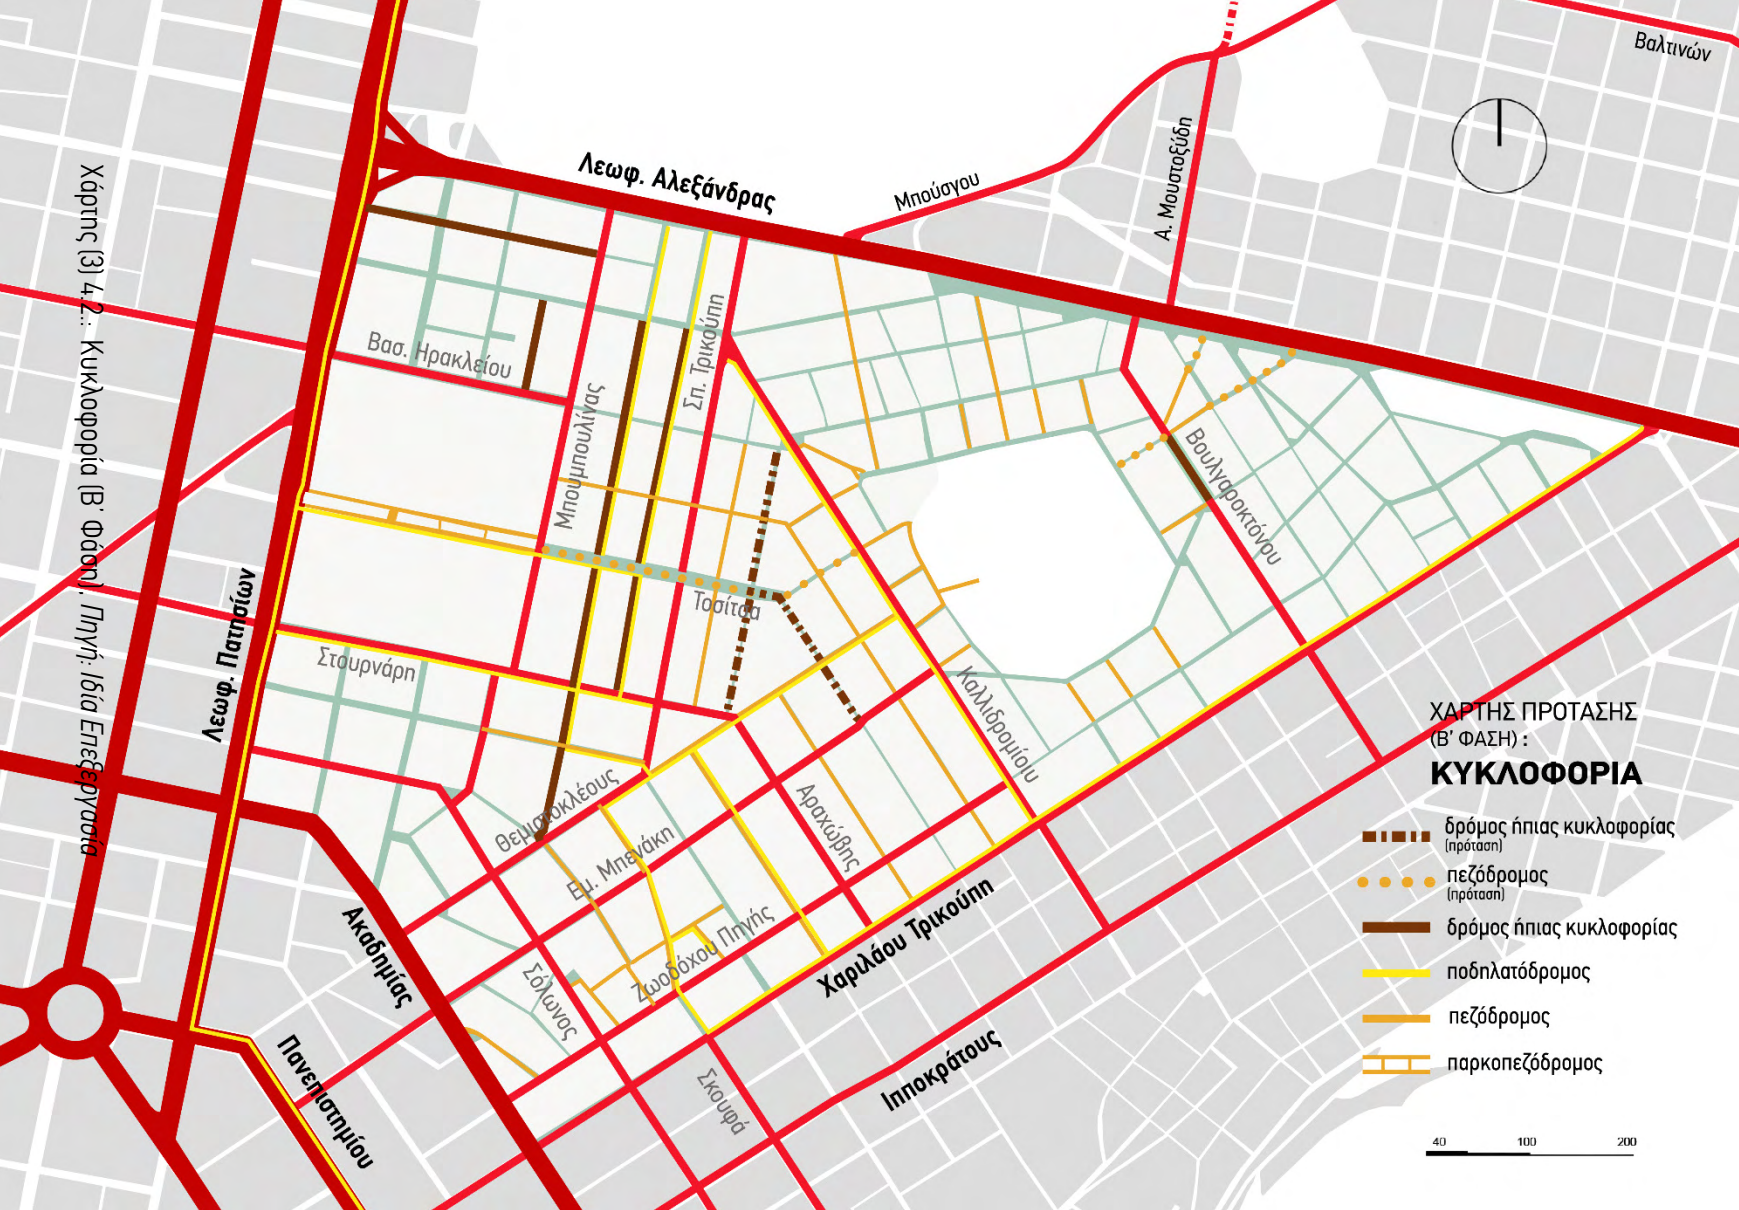 Βαλτινών
Λεωφ. Αλεξάνδρας
Μπούσγου
Α. Μουστοξύδη
Χάρτης (3) 4.2.: Κυκλοφορία (Β' Φάση). Πηγή: Ιδία Επεξεργασία
Βασ. Ηρακλείου
Σπ. Τρικούπη
Μπουμπουλίνας
Βουλγαροκτόνου
Τοσίτσα
Λεωφ. Πατησίων
Στουρνάρη
Καλλιδρομίου
Θεμιστοκλέους
Αραχώβης
Εμ. Μπενάκη
Ακαδημίας
Σόλωνος
Ζωοδόχου Πηγής
Χαριλάου Τρικούπη
Πανεπιστημίου
Σκουφά
Ιπποκράτους
ΧΑΡΤΗΣ ΠΡΟΤΑΣΗΣ
(Β' ΦΑΣΗ) :
ΚΥΚΛΟΦΟΡΙΑ
δρόμος ήπιας κυκλοφορίας
(πρόταση)
πεζόδρομος
(πρόταση)
δρόμος ήπιας κυκλοφορίας
ποδηλατόδρομος
πεζόδρομος
παρκοπεζόδρομος
40 100 200